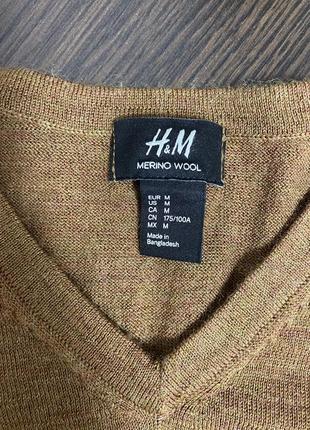 H&M
MERINO WOOL
EUR M
US M
CA M
CN 175/100A
MX M
Made in
Bangladesh